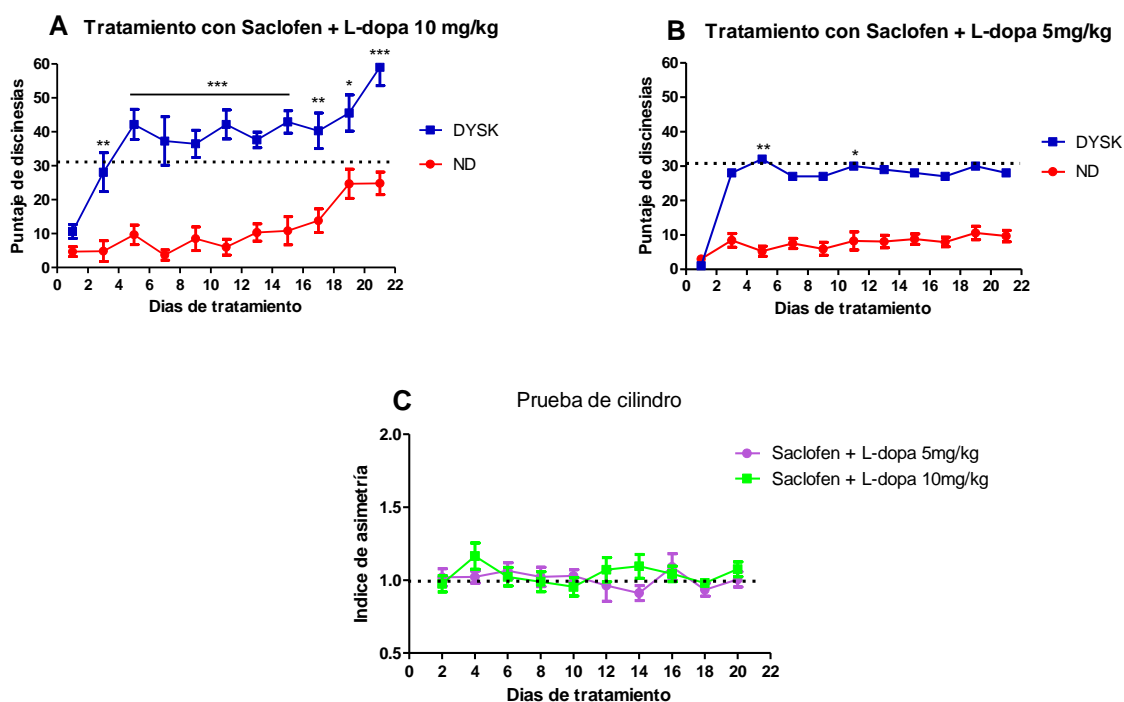 A Tratamiento con Saclofen + L-dopa 10 mg/kg
Puntaje de discinesias
60
50
40
30
20
10
0
**
***
**
*
***
0 2 4 6 8 10 12 14 16 18 20 22
Dias de tratamiento
DYSK
ND
B Tratamiento con Saclofen + L-dopa 5mg/kg
Puntaje de discinesias
60
50
40
30
20
10
0
**
*
0 2 4 6 8 10 12 14 16 18 20 22
Dias de tratamiento
DYSK
ND
C Prueba de cilindro
Indice de asimetría
2.0
1.5
1.0
0.5
0 2 4 6 8 10 12 14 16 18 20 22
Dias de tratamiento
Saclofen + L-dopa 5mg/kg
Saclofen + L-dopa 10mg/kg